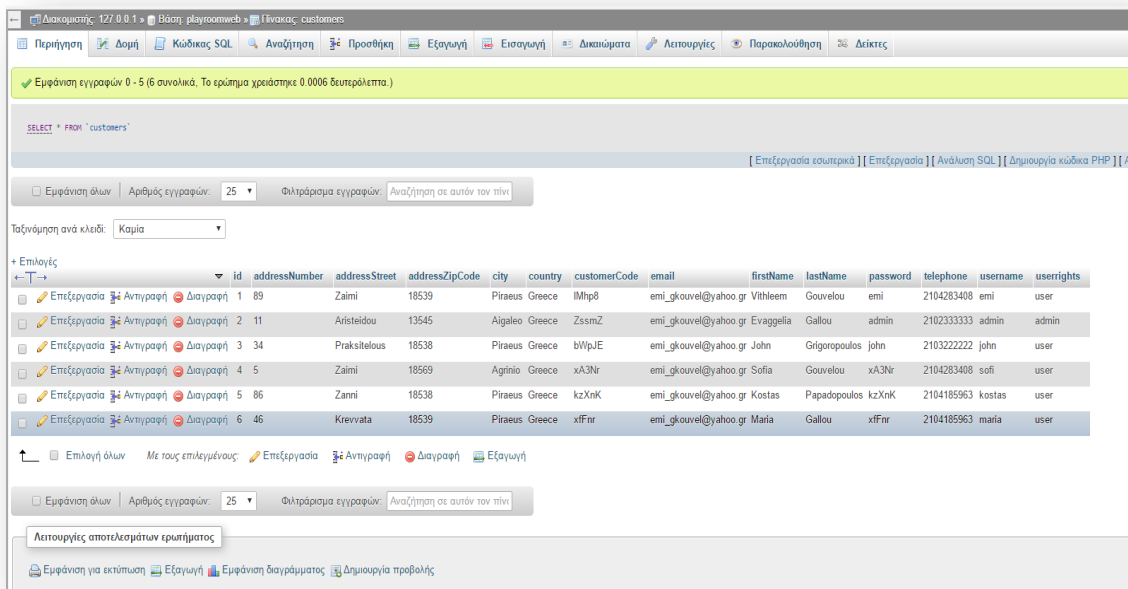 Διακομιστής: 127.0.0.1 » Βάση: playroomweb » Πίνακας: customers
Περιήγηση Δομή Κώδικας SQL Αναζήτηση Προσθήκη Εξαγωγή Εισαγωγή Δικαιώματα Λειτουργίες Παρακολούθηση Δείκτες
Εμφάνιση εγγραφών 0 - 5 (6 συνολικά, Το ερώτημα χρειάστηκε 0.0006 δευτερόλεπτα.)
SELECT * FROM `customers`
[ Επεξεργασία εσωτερικά ] [ Επεξεργασία ] [ Ανάλυση SQL ] [ Δημιουργία κώδικα PHP ] [
Εμφάνιση όλων Αριθμός εγγραφών: 25 Φιλτράρισμα εγγραφών: Αναζήτηση σε αυτόν τον πίνα
Ταξινόμηση ανά κλειδί: Καμία
+ Επιλογές
←T→ id addressNumber addressStreet addressZipCode city country customerCode email firstName lastName password telephone username userrights
Επεξεργασία Αντιγραφή Διαγραφή 1 89 Zaimi 18539 Piraeus Greece IMhp8 emi_gkouvel@yahoo.gr Vithleem Gouvelou emi 2104283408 emi user
Επεξεργασία Αντιγραφή Διαγραφή 2 11 Aristeidou 13545 Aigaleo Greece ZssmZ emi_gkouvel@yahoo.gr Evaggelia Gallou admin 2102333333 admin admin
Επεξεργασία Αντιγραφή Διαγραφή 3 34 Praksitelous 18538 Piraeus Greece bWpJE emi_gkouvel@yahoo.gr John Grigoropoulos john 2103222222 john user
Επεξεργασία Αντιγραφή Διαγραφή 4 5 Zaimi 18569 Agrinio Greece xA3Nr emi_gkouvel@yahoo.gr Sofia Gouvelou xA3Nr 2104283408 sofi user
Επεξεργασία Αντιγραφή Διαγραφή 5 86 Zanni 18538 Piraeus Greece kzXnK emi_gkouvel@yahoo.gr Kostas Papadopoulos kzXnK 2104185963 kostas user
Επεξεργασία Αντιγραφή Διαγραφή 6 46 Krevvata 18539 Piraeus Greece xfFnr emi_gkouvel@yahoo.gr Maria Gallou xfFnr 2104185963 maria user
Επιλογή όλων Με τους επιλεγμένους: Επεξεργασία Αντιγραφή Διαγραφή Εξαγωγή
Εμφάνιση όλων Αριθμός εγγραφών: 25 Φιλτράρισμα εγγραφών: Αναζήτηση σε αυτόν τον πίνα
Λειτουργίες αποτελεσμάτων ερωτήματος
Εμφάνιση για εκτύπωση Εξαγωγή Εμφάνιση διαγράμματος Δημιουργία προβολής